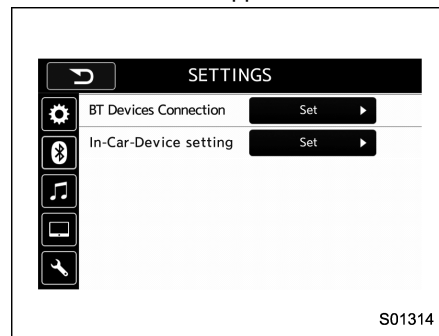 SETTINGS
BT Devices Connection Set
In-Car-Device setting Set
S01314